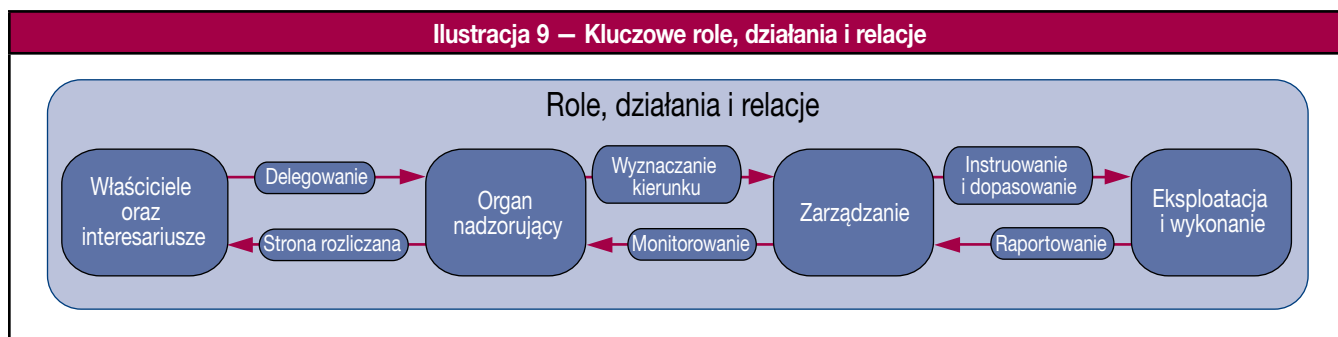 Ilustracja 9 — Kluczowe role, działania i relacje
Role, działania i relacje
Właściciele
oraz
interesariusze
Delegowanie
Strona rozliczana
Organ
nadzorujący
Wyznaczanie
kierunku
Monitorowanie
Zarządzanie
Instruowanie
i dopasowanie
Raportowanie
Eksploatacja
i wykonanie